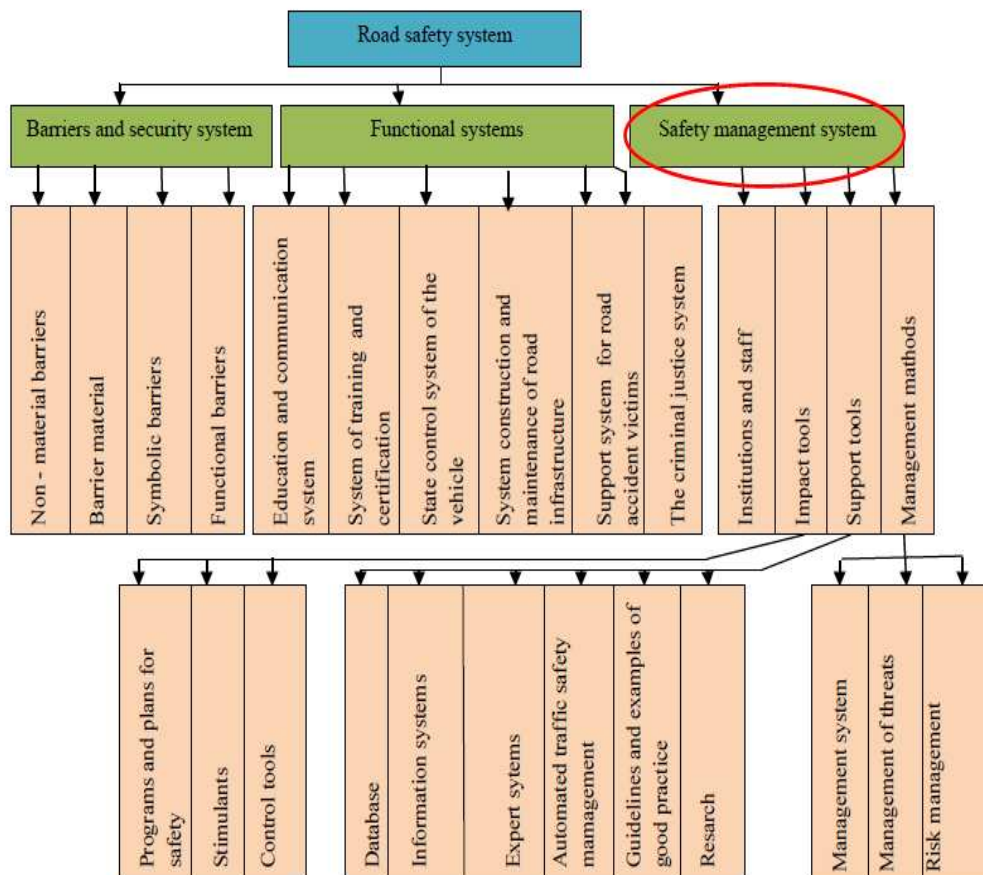 Road safety system
Barriers and security system
Functional systems
Safety management system
Non - material barriers
Barrier material
Symbolic barriers
Functional barriers
Education and communication
system
System of training and
certification
State control system of the
vehicle
System construction and
maintenance of road
infrastructure
Support system for road
accident victims
The criminal justice system
Institutions and staff
Impact tools
Support tools
Management mathods
Programs and plans for
safety
Stimulants
Control tools
Database
Information systems
Expert sytems
Automated traffic safety
mamagement
Guidelines and examples of
good practice
Resarch
Management system
Management of threats
Risk management